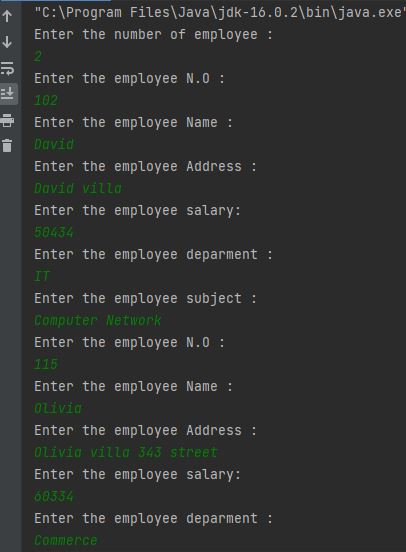 "C:\Program Files\Java\jdk-16.0.2\bin\java.exe"
Enter the number of employee :
2
Enter the employee N.O :
102
Enter the employee Name :
David
Enter the employee Address :
David villa
Enter the employee salary:
50434
Enter the employee deparment :
IT
Enter the employee subject :
Computer Network
Enter the employee N.O :
115
Enter the employee Name :
Olivia
Enter the employee Address :
Olivia villa 343 street
Enter the employee salary:
60334
Enter the employee deparment :
Commerce